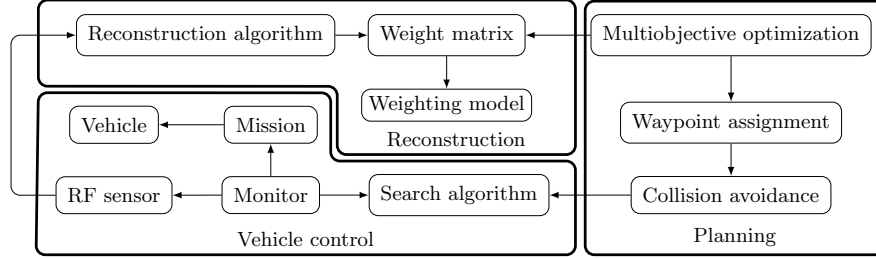 Reconstruction algorithm
Weight matrix
Multiobjective optimization
Weighting model
Vehicle
Mission
Waypoint assignment
Reconstruction
RF sensor
Monitor
Search algorithm
Collision avoidance
Vehicle control
Planning